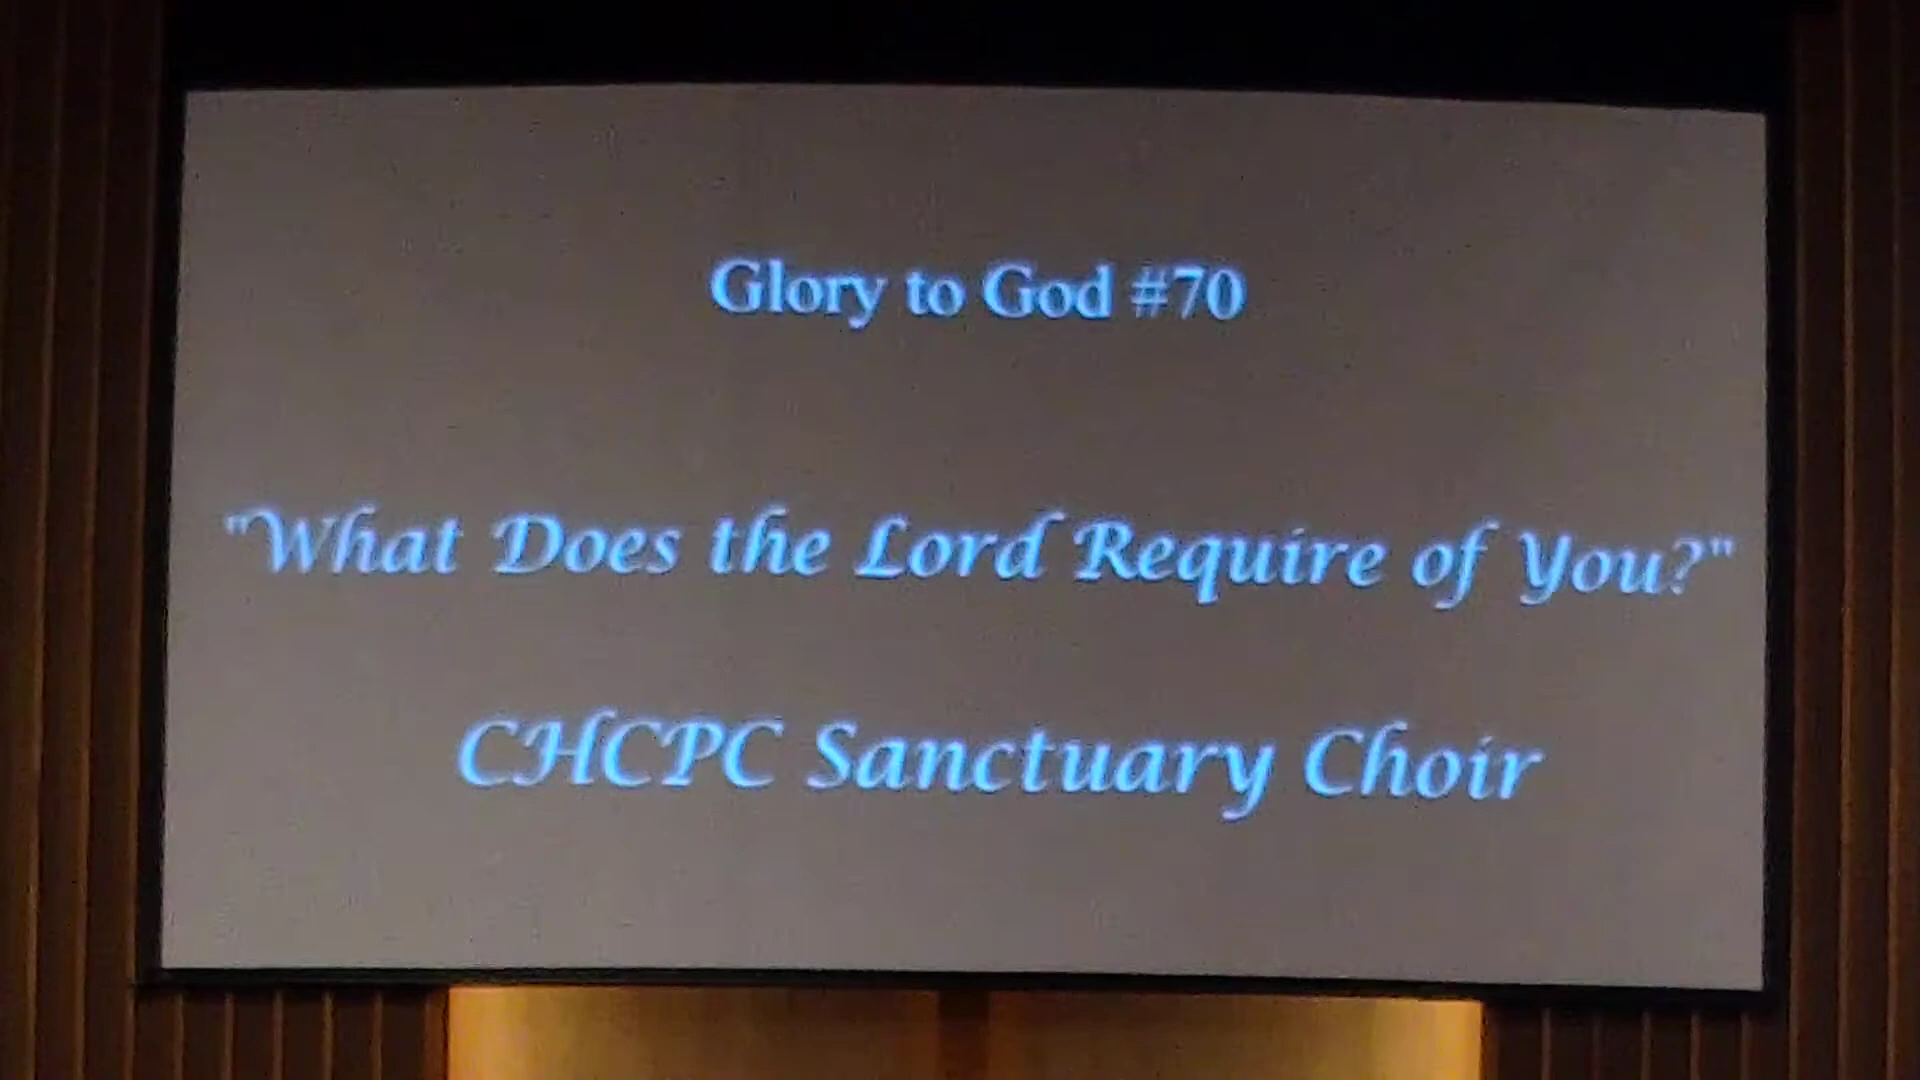 Glory to God #70
"What Does the Lord Require of You?"
CHCPC Sanctuary Choir